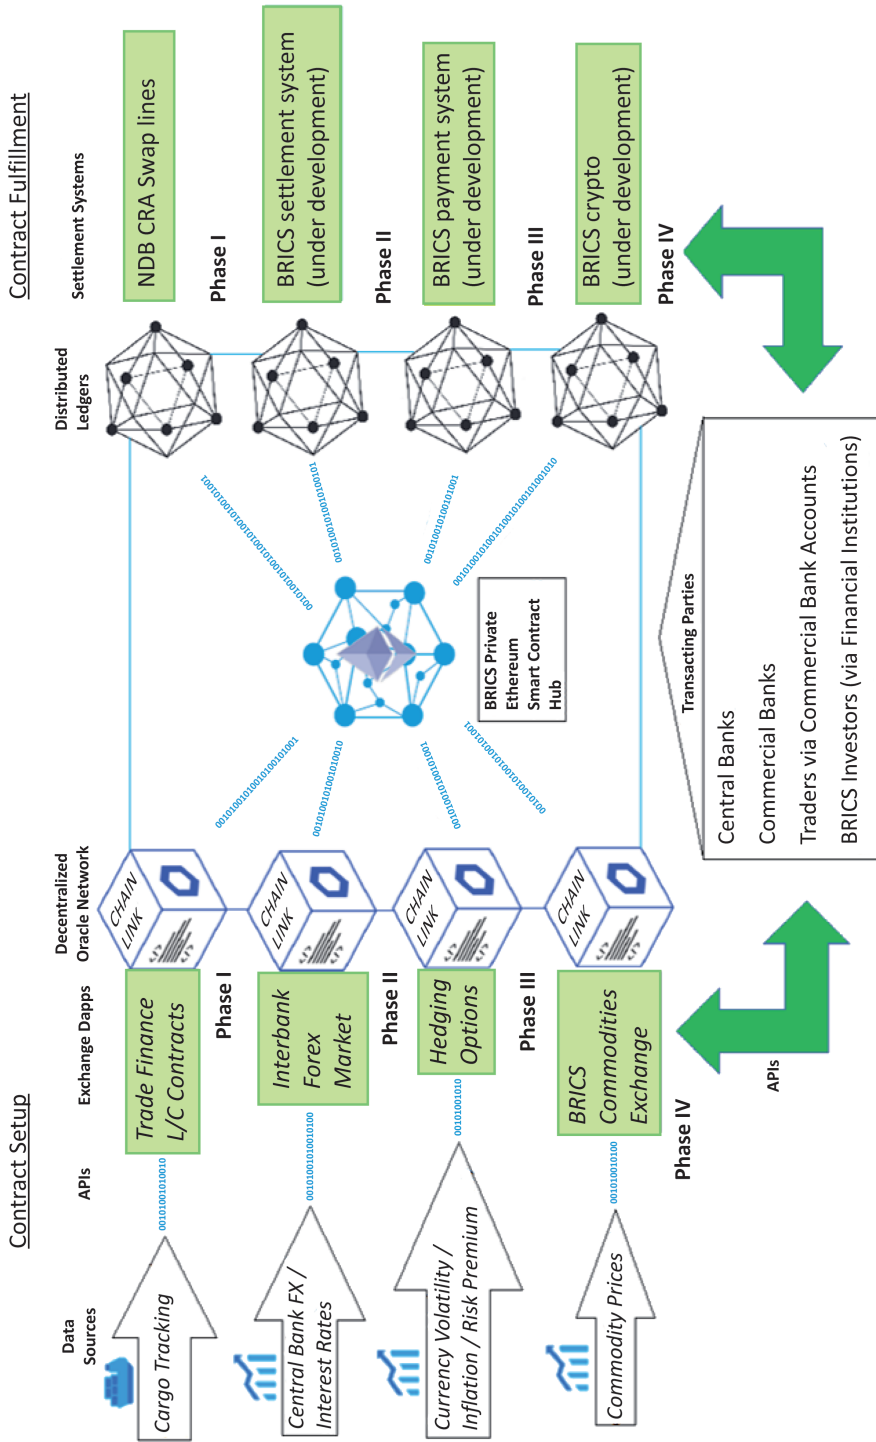 Contract Setup
Contract Fulfillment
Data
Sources
APIs
Exchange Dapps
Decentralized
Oracle Network
Distributed
Ledgers
Settlement Systems
Cargo Tracking
001010010100010
Trade Finance
L/C Contracts
CHAIN
LINK
</>
NDB CRA Swap lines
Phase I
Phase I
Central Bank FX /
Interest Rates
Interbank
Forex
Market
CHAIN
LINK
</>
BRICS settlement system
(under development)
Phase II
Phase II
Currency Volatility /
Inflation / Risk Premium
00101001010
Hedging
Options
CHAIN
LINK
</>
BRICS payment system
(under development)
Phase III
Phase III
Commodity Prices
001010010100
BRICS
Commodities
Exchange
CHAIN
LINK
</>
BRICS crypto
(under development)
Phase IV
Phase IV
BRICS Private
Ethereum
Smart Contract
Hub
APIs
Transacting Parties
Central Banks
Commercial Banks
Traders via Commercial Bank Accounts
BRICS Investors (via Financial Institutions)